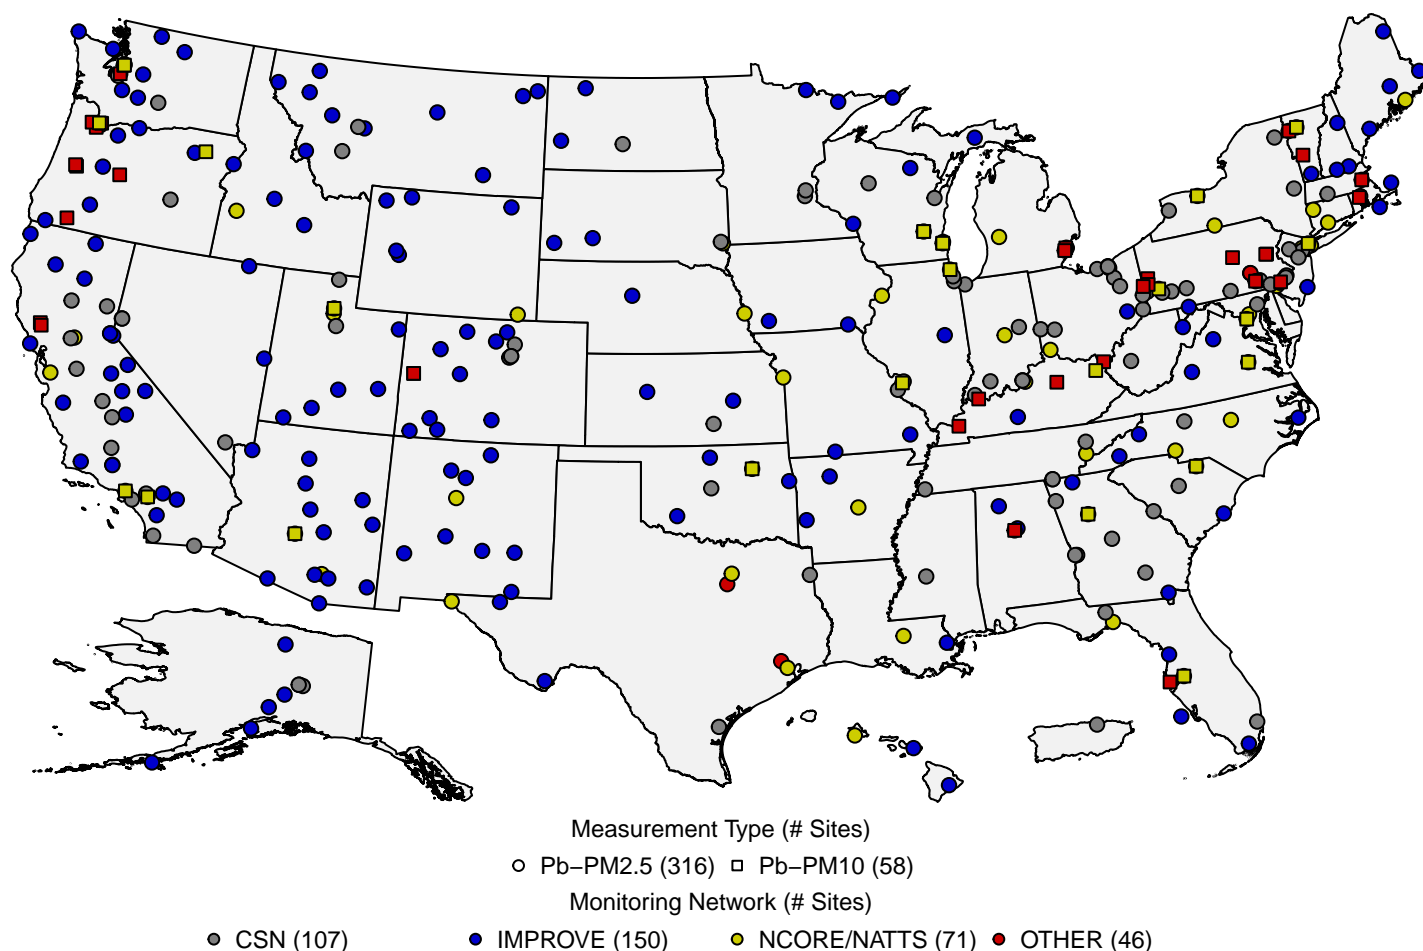 Measurement Type (# Sites)
Pb−PM2.5 (316) Pb−PM10 (58)
Monitoring Network (# Sites)
CSN (107) IMPROVE (150) NCORE/NATTS (71) OTHER (46)